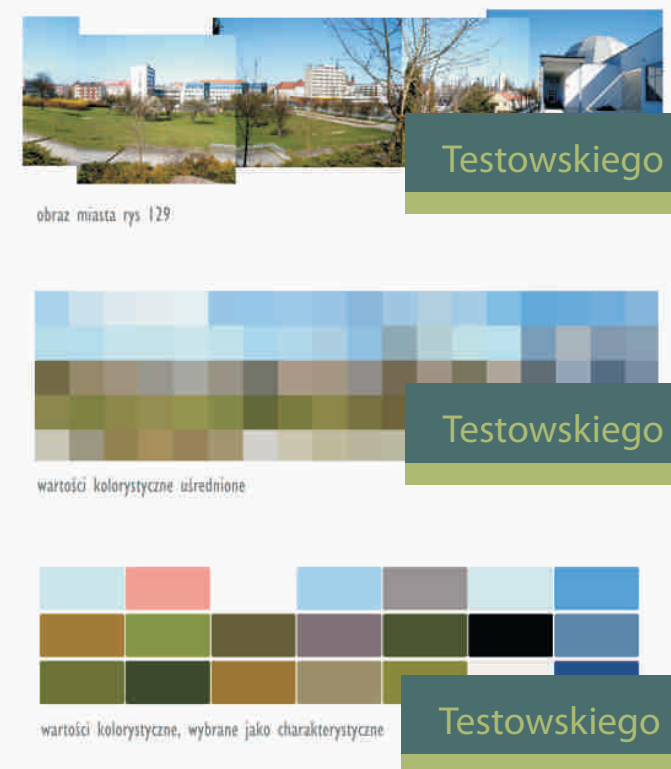 Testowskiego
obraz miasta rys 129
Testowskiego
wartości kolorystyczne uśrednione
Testowskiego
wartości kolorystyczne, wybrane jako charakterystyczne